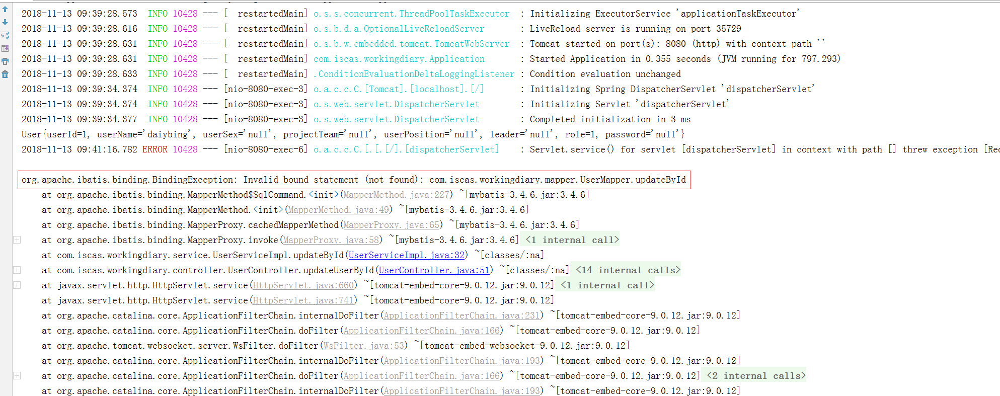 2018-11-13 09:39:28.573  INFO 10428 --- [  restartedMain] o.s.s.concurrent.ThreadPoolTaskExecutor  : Initializing ExecutorService 'applicationTaskExecutor'
2018-11-13 09:39:28.616  INFO 10428 --- [  restartedMain] o.s.b.d.a.OptionalLiveReloadServer       : LiveReload server is running on port 35729
2018-11-13 09:39:28.631  INFO 10428 --- [  restartedMain] o.s.b.w.embedded.tomcat.TomcatWebServer  : Tomcat started on port(s): 8080 (http) with context path ''
2018-11-13 09:39:28.631  INFO 10428 --- [  restartedMain] com.iscas.workingdiary.Application       : Started Application in 0.355 seconds (JVM running for 797.293)
2018-11-13 09:39:28.633  INFO 10428 --- [  restartedMain] .ConditionEvaluationDeltaLoggingListener : Condition evaluation unchanged
2018-11-13 09:39:34.374  INFO 10428 --- [nio-8080-exec-3] o.a.c.c.C.[Tomcat].[localhost].[/]       : Initializing Spring DispatcherServlet 'dispatcherServlet'
2018-11-13 09:39:34.374  INFO 10428 --- [nio-8080-exec-3] o.s.web.servlet.DispatcherServlet        : Initializing Servlet 'dispatcherServlet'
2018-11-13 09:39:34.377  INFO 10428 --- [nio-8080-exec-3] o.s.web.servlet.DispatcherServlet        : Completed initialization in 3 ms
User{userId=1, userName='daiybing', userSex='null', projectTeam='null', userPosition='null', leader='null', role=1, password='null'}
2018-11-13 09:41:16.782 ERROR 10428 --- [nio-8080-exec-6] o.a.c.c.C.[.[.[/].[dispatcherServlet]    : Servlet.service() for servlet [dispatcherServlet] in context with path [] threw exception [Req
org.apache.ibatis.binding.BindingException: Invalid bound statement (not found): com.iscas.workingdiary.mapper.UserMapper.updateById
at org.apache.ibatis.binding.MapperMethod$SqlCommand.<init>(MapperMethod.java:227) ~[mybatis-3.4.6.jar:3.4.6]
at org.apache.ibatis.binding.MapperMethod.<init>(MapperMethod.java:49) ~[mybatis-3.4.6.jar:3.4.6]
at org.apache.ibatis.binding.MapperProxy.cachedMapperMethod(MapperProxy.java:65) ~[mybatis-3.4.6.jar:3.4.6]
at org.apache.ibatis.binding.MapperProxy.invoke(MapperProxy.java:58) ~[mybatis-3.4.6.jar:3.4.6] <1 internal call>
at com.iscas.workingdiary.service.UserServiceImpl.updateById(UserServiceImpl.java:32) ~[classes/:na]
at com.iscas.workingdiary.controller.UserController.updateUserById(UserController.java:51) ~[classes/:na] <14 internal calls>
at javax.servlet.http.HttpServlet.service(HttpServlet.java:660) ~[tomcat-embed-core-9.0.12.jar:9.0.12] <1 internal call>
at javax.servlet.http.HttpServlet.service(HttpServlet.java:741) ~[tomcat-embed-core-9.0.12.jar:9.0.12]
at org.apache.catalina.core.ApplicationFilterChain.internalDoFilter(ApplicationFilterChain.java:231) ~[tomcat-embed-core-9.0.12.jar:9.0.12]
at org.apache.catalina.core.ApplicationFilterChain.doFilter(ApplicationFilterChain.java:166) ~[tomcat-embed-core-9.0.12.jar:9.0.12]
at org.apache.tomcat.websocket.server.WsFilter.doFilter(WsFilter.java:53) ~[tomcat-embed-websocket-9.0.12.jar:9.0.12]
at org.apache.catalina.core.ApplicationFilterChain.internalDoFilter(ApplicationFilterChain.java:193) ~[tomcat-embed-core-9.0.12.jar:9.0.12]
at org.apache.catalina.core.ApplicationFilterChain.doFilter(ApplicationFilterChain.java:166) ~[tomcat-embed-core-9.0.12.jar:9.0.12] <2 internal calls>
at org.apache.catalina.core.ApplicationFilterChain.internalDoFilter(ApplicationFilterChain.java:193) ~[tomcat-embed-core-9.0.12.jar:9.0.12]